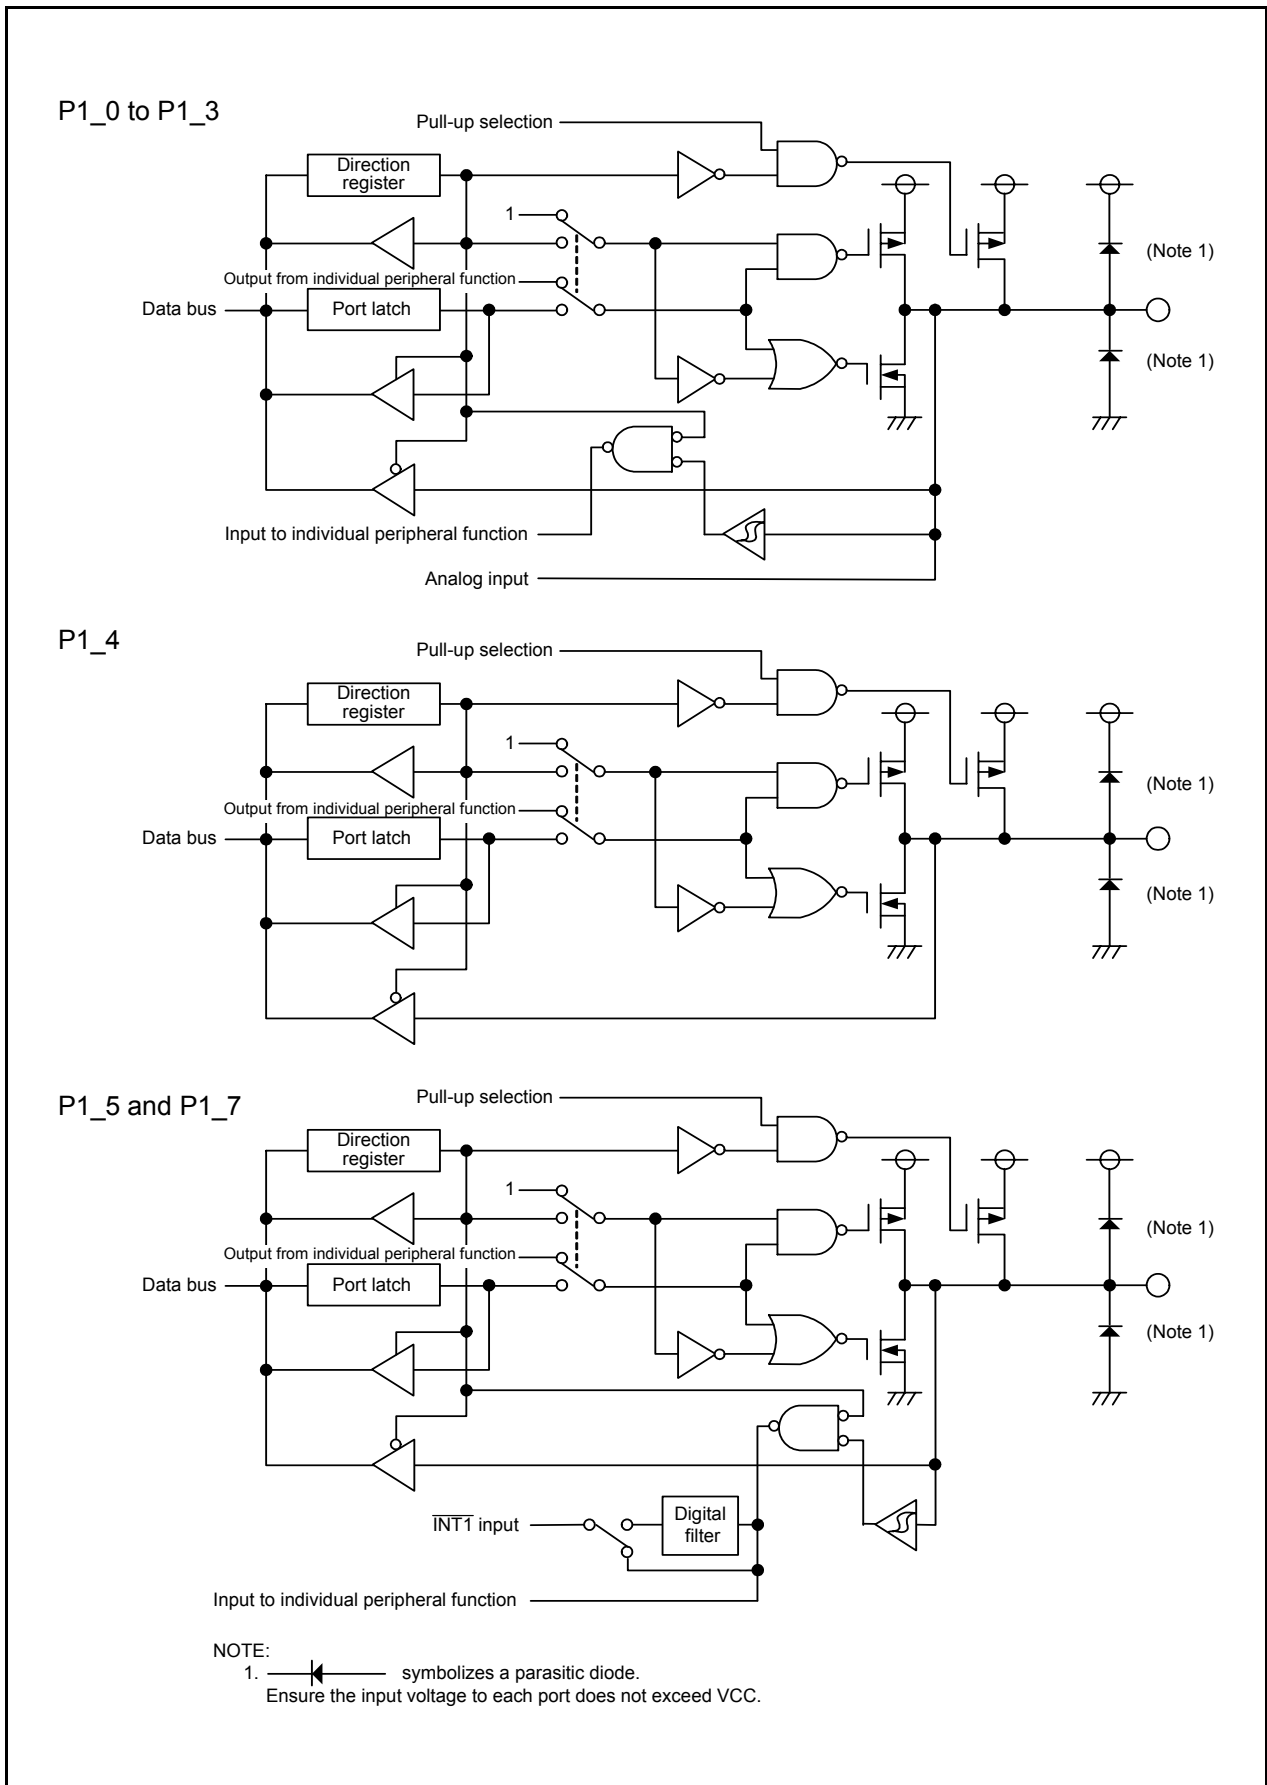 P1_0 to P1_3
Pull-up selection
Direction
register
1
(Note 1)
Output from individual peripheral function
Data bus
Port latch
(Note 1)
Input to individual peripheral function
Analog input
P1_4
Pull-up selection
Direction
register
1
(Note 1)
Output from individual peripheral function
Data bus
Port latch
(Note 1)
P1_5 and P1_7
Pull-up selection
Direction
register
1
(Note 1)
Output from individual peripheral function
Data bus
Port latch
(Note 1)
INT1 input
Digital
filter
Input to individual peripheral function
NOTE:
1. symbolizes a parasitic diode.
Ensure the input voltage to each port does not exceed VCC.